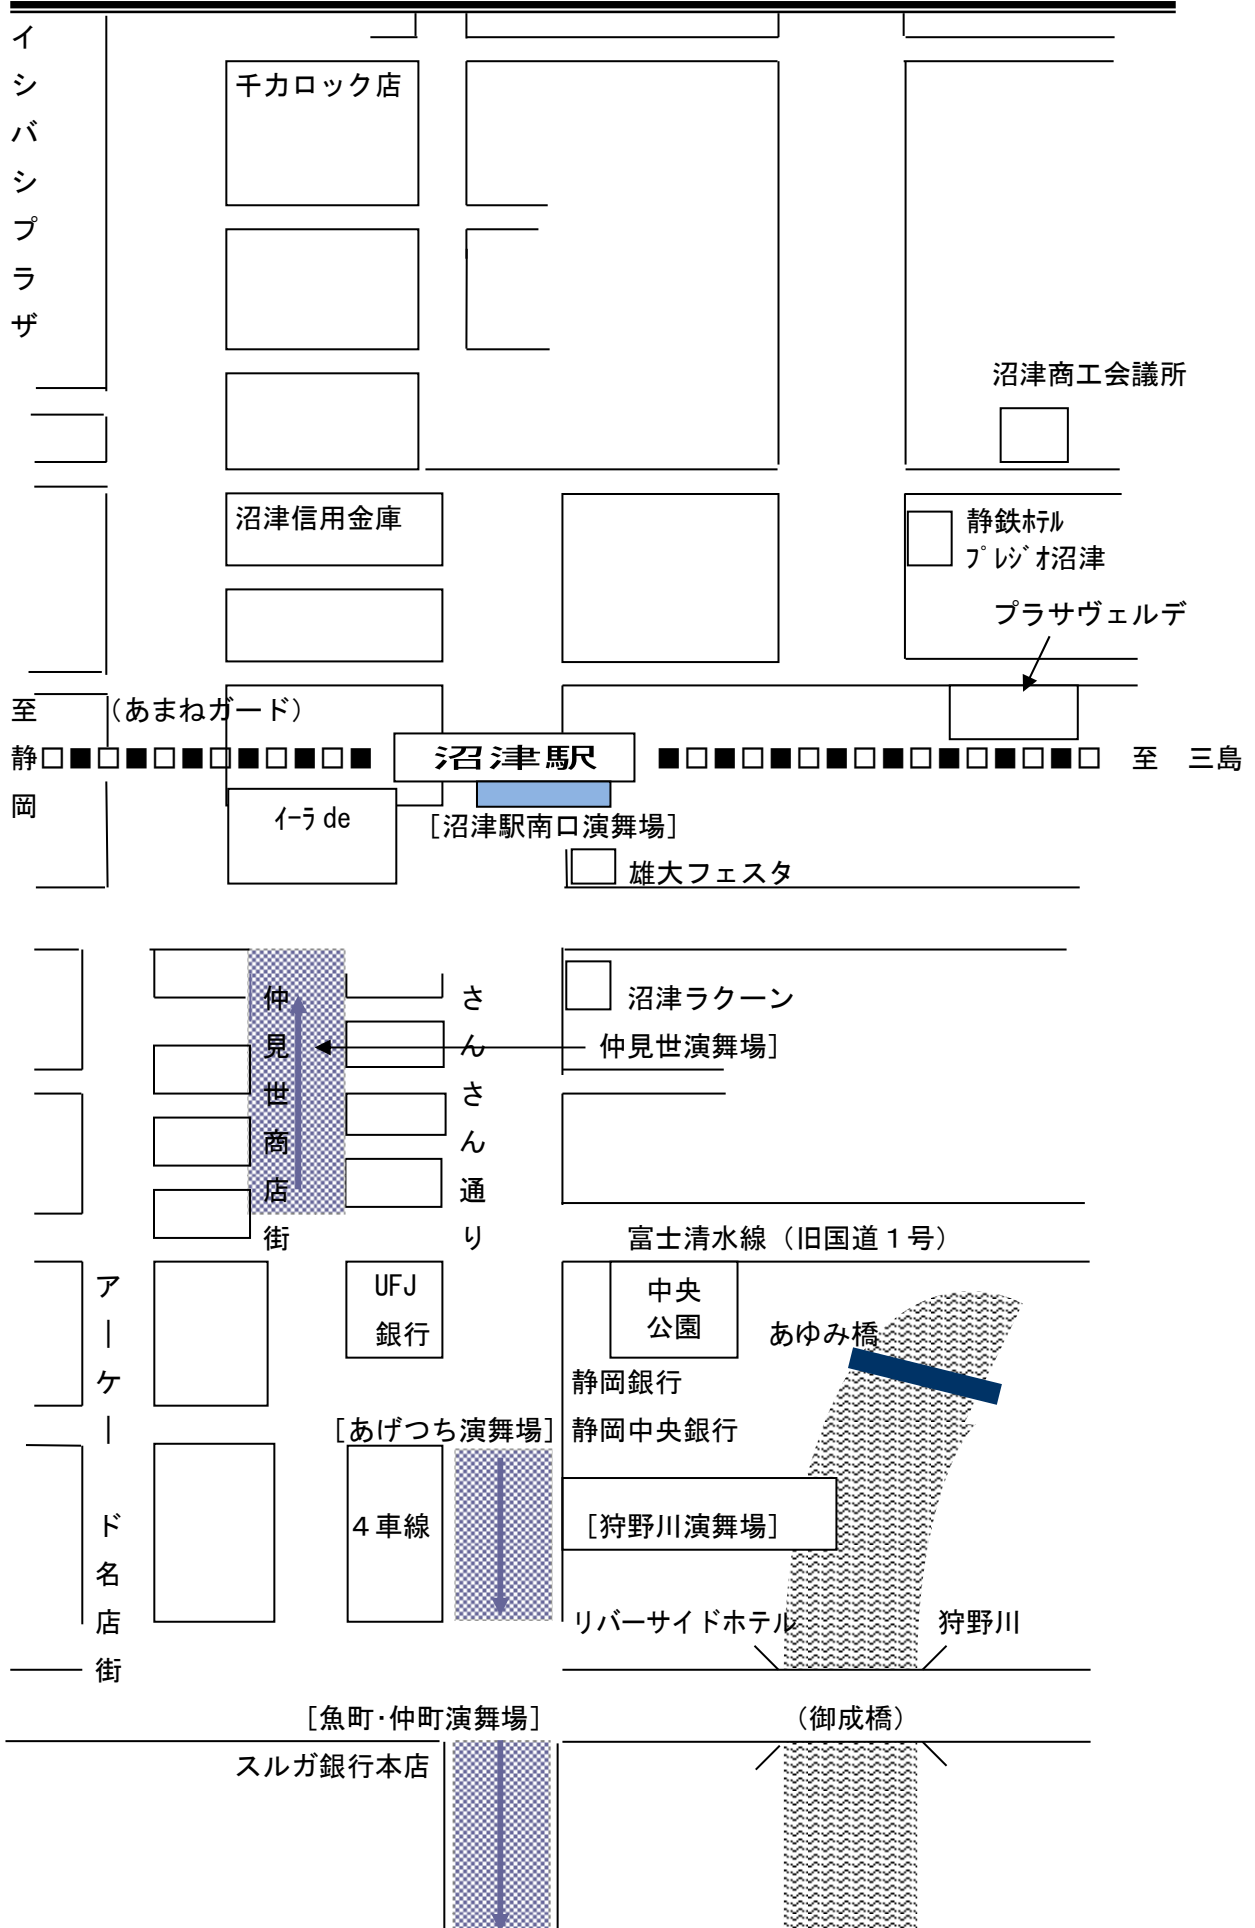 イシバシプラザ
千カロック店
沼津商工会議所
沼津信用金庫
静鉄ﾎﾃﾙ
ﾌﾟﾚｼﾞｵ沼津
プラサヴェルデ
至静岡
（あまねガード）
沼津駅
至　三島
ｲｰﾗ de
［沼津駅南口演舞場］
雄大フェスタ
仲見世商店街
さんさん通り
沼津ラクーン
仲見世演舞場］
富士清水線（旧国道１号）
アーケード名店街
UFJ
銀行
中央
公園
あゆみ橋
静岡銀行
［あげつち演舞場］
静岡中央銀行
４車線
［狩野川演舞場］
リバーサイドホテル
狩野川
［魚町･仲町演舞場］
（御成橋）
スルガ銀行本店